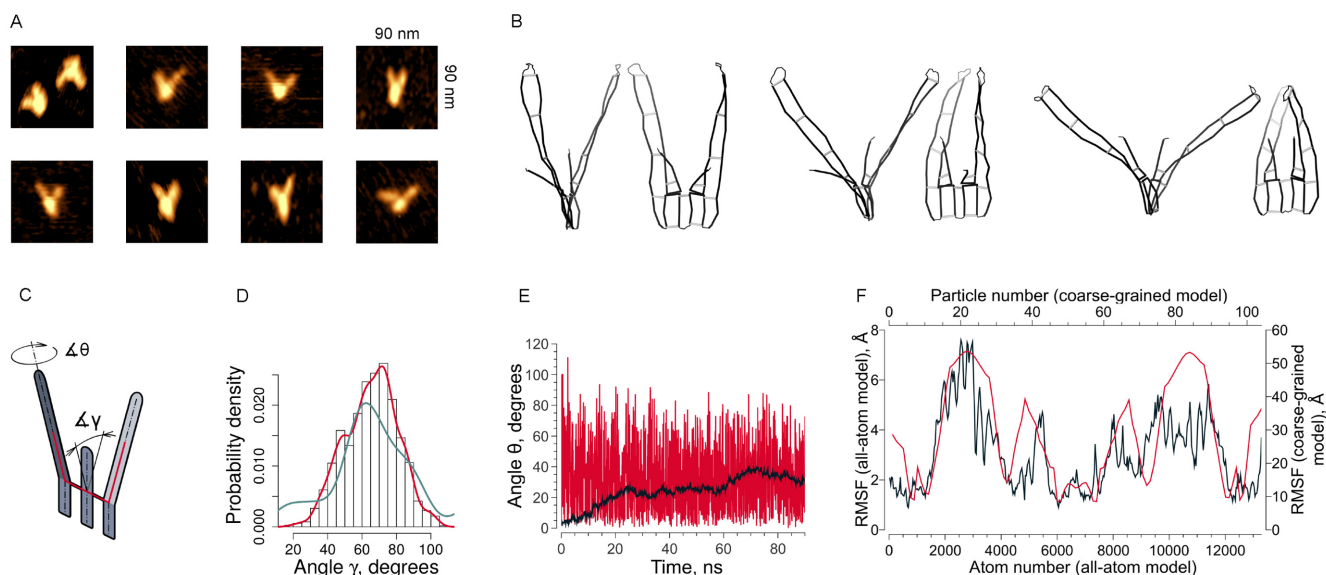 A
B
90 nm
90 nm
C
D
E
F
∡θ
∡γ
Probability density
0.000
0.010
0.020
20
40
60
80
100
Angle γ, degrees
Angle θ, degrees
0
20
40
60
80
100
120
0
20
40
60
80
Time, ns
Particle number (coarse-grained model)
0
20
40
60
80
100
RMSF (all-atom model), Å
0
2
4
6
8
0
10
20
30
40
50
60
RMSF (coarse-grained
model), Å
0
2000
4000
6000
8000
10000
12000
Atom number (all-atom model)